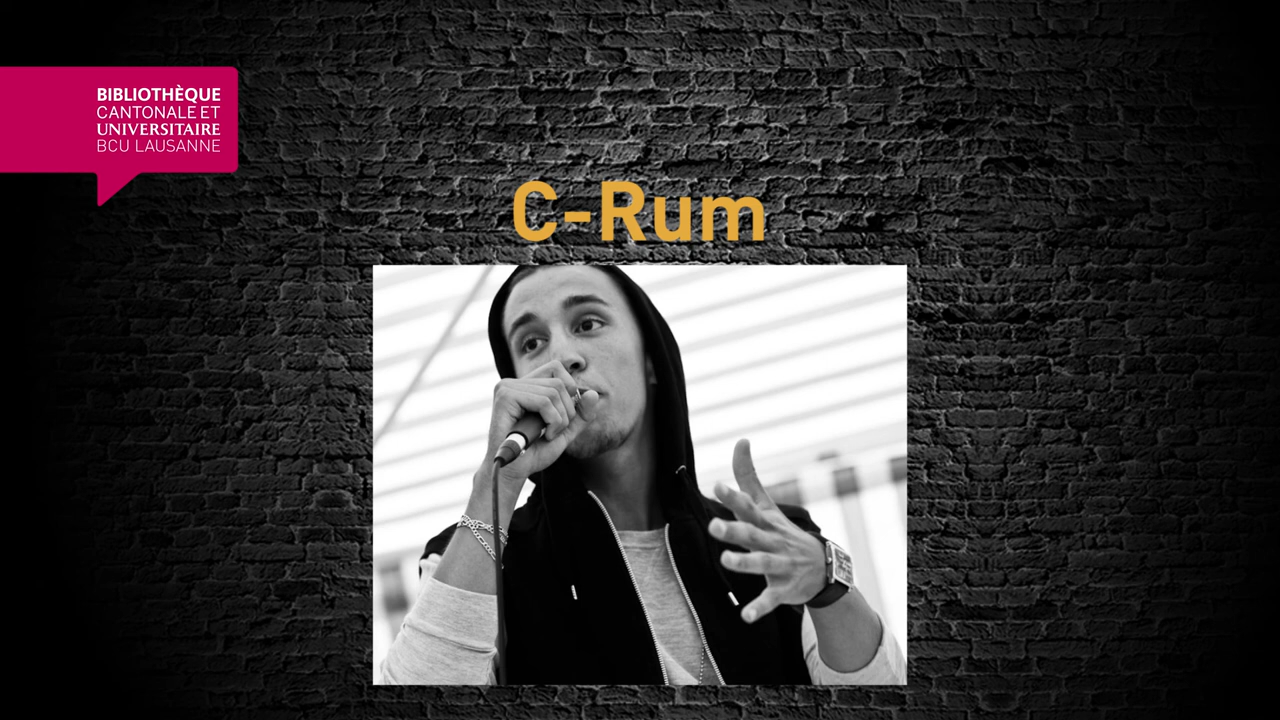 BIBLIOTHÈQUE
CANTONALE ET
UNIVERSITAIRE
BCU LAUSANNE
C-Rum